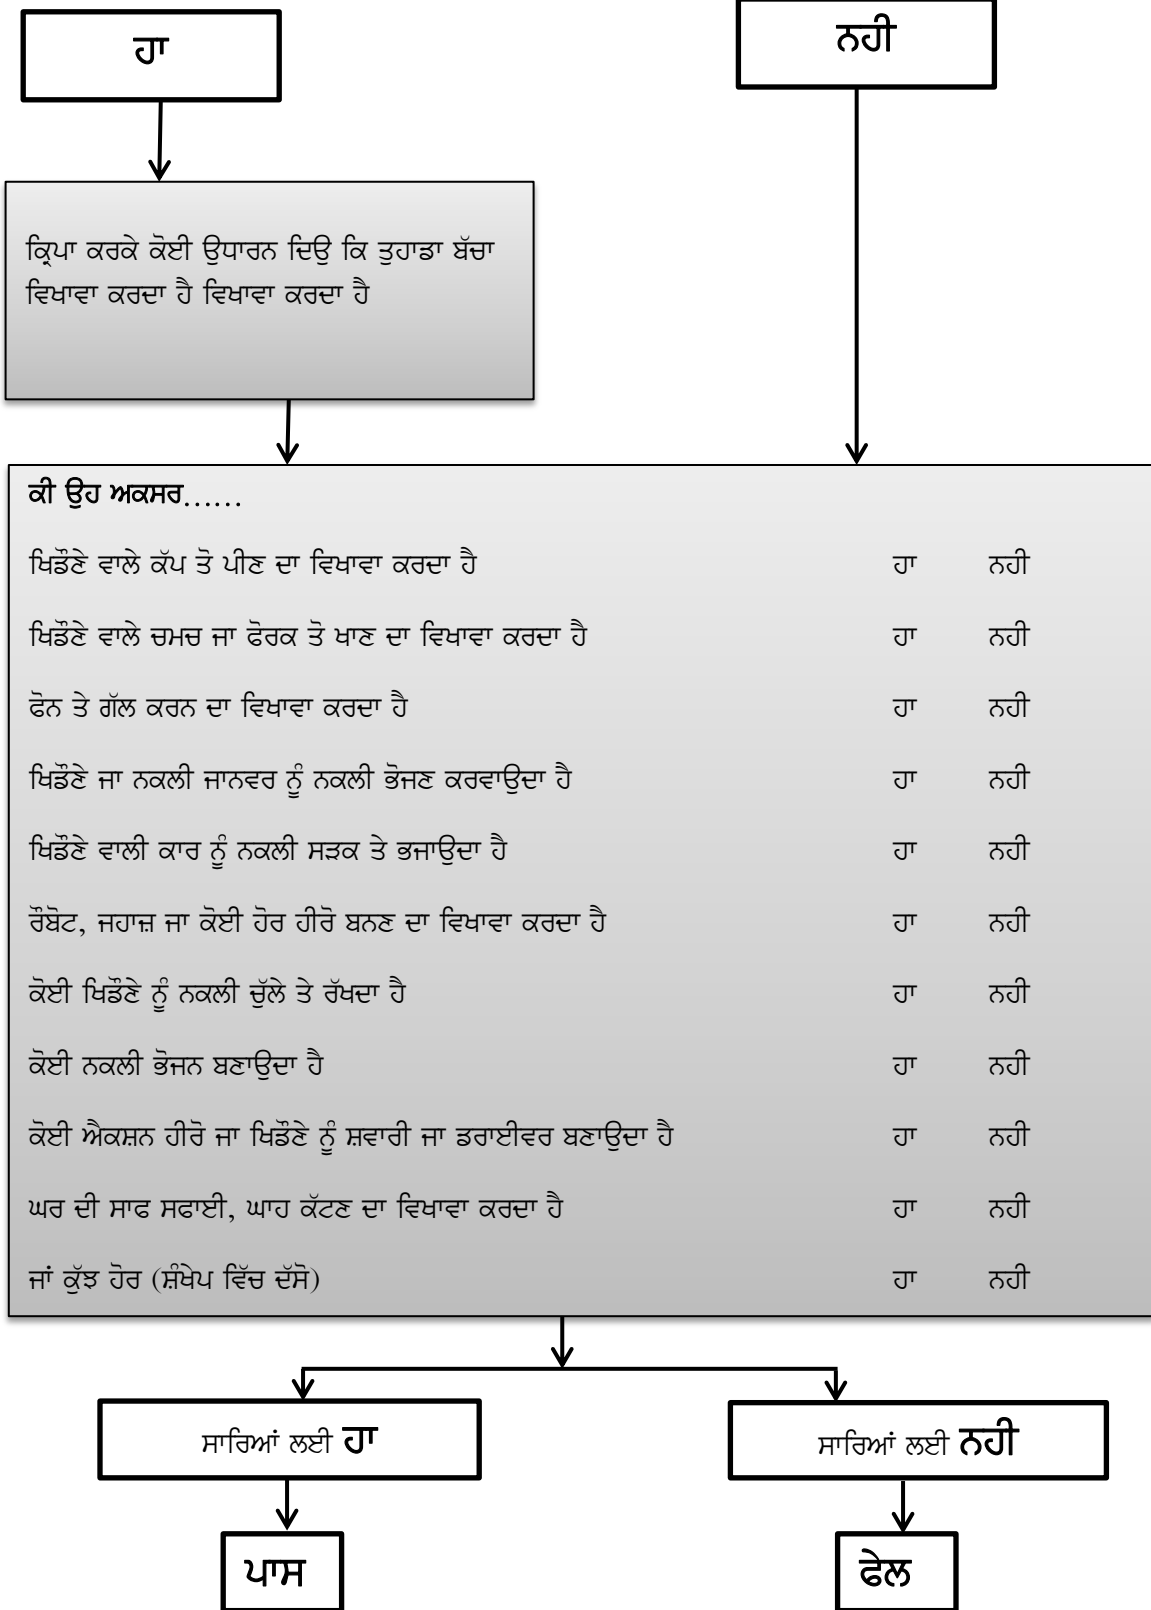 ਹਾ
ਨਹੀ
ਕ੍ਰਿਪਾ ਕਰਕੇ ਕੋਈ ਉਧਾਰਨ ਦਿਉ ਕਿ ਤੁਹਾਡਾ ਬੱਚਾ
ਵਿਖਾਵਾ ਕਰਦਾ ਹੈ ਵਿਖਾਵਾ ਕਰਦਾ ਹੈ
ਕੀ ਉਹ ਅਕਸਰ......
ਖਿਡੌਣੇ ਵਾਲੇ ਕੱਪ ਤੋ ਪੀਣ ਦਾ ਵਿਖਾਵਾ ਕਰਦਾ ਹੈ ਹਾ ਨਹੀ
ਖਿਡੌਣੇ ਵਾਲੇ ਚਮਚ ਜਾ ਫੋਰਕ ਤੋ ਖਾਣ ਦਾ ਵਿਖਾਵਾ ਕਰਦਾ ਹੈ ਹਾ ਨਹੀ
ਫੋਨ ਤੇ ਗੱਲ ਕਰਨ ਦਾ ਵਿਖਾਵਾ ਕਰਦਾ ਹੈ ਹਾ ਨਹੀ
ਖਿਡੌਣੇ ਜਾ ਨਕਲੀ ਜਾਨਵਰ ਨੂੰ ਨਕਲੀ ਭੋਜਣ ਕਰਵਾਉਦਾ ਹੈ ਹਾ ਨਹੀ
ਖਿਡੌਣੇ ਵਾਲੀ ਕਾਰ ਨੂੰ ਨਕਲੀ ਸੜਕ ਤੇ ਭਜਾਉਦਾ ਹੈ ਹਾ ਨਹੀ
ਰੌਬੋਟ, ਜਹਾਜ਼ ਜਾ ਕੋਈ ਹੋਰ ਹੀਰੋ ਬਨਣ ਦਾ ਵਿਖਾਵਾ ਕਰਦਾ ਹੈ ਹਾ ਨਹੀ
ਕੋਈ ਖਿਡੌਣੇ ਨੂੰ ਨਕਲੀ ਚੁੱਲੇ ਤੇ ਰੱਖਦਾ ਹੈ ਹਾ ਨਹੀ
ਕੋਈ ਨਕਲੀ ਭੋਜਨ ਬਣਾਉਦਾ ਹੈ ਹਾ ਨਹੀ
ਕੋਈ ਐਕਸ਼ਨ ਹੀਰੋ ਜਾ ਖਿਡੌਣੇ ਨੂੰ ਸ਼ਵਾਰੀ ਜਾ ਡਰਾਈਵਰ ਬਣਾਉਦਾ ਹੈ ਹਾ ਨਹੀ
ਘਰ ਦੀ ਸਾਫ ਸਫਾਈ, ਘਾਹ ਕੱਟਣ ਦਾ ਵਿਖਾਵਾ ਕਰਦਾ ਹੈ ਹਾ ਨਹੀ
ਜਾਂ ਕੁੱਝ ਹੋਰ (ਸ਼ੰਖੇਪ ਵਿੱਚ ਦੱਸੋ) ਹਾ ਨਹੀ
ਸਾਰਿਆਂ ਲਈ ਹਾ
ਸਾਰਿਆਂ ਲਈ ਨਹੀ
ਪਾਸ
ਫੇਲ